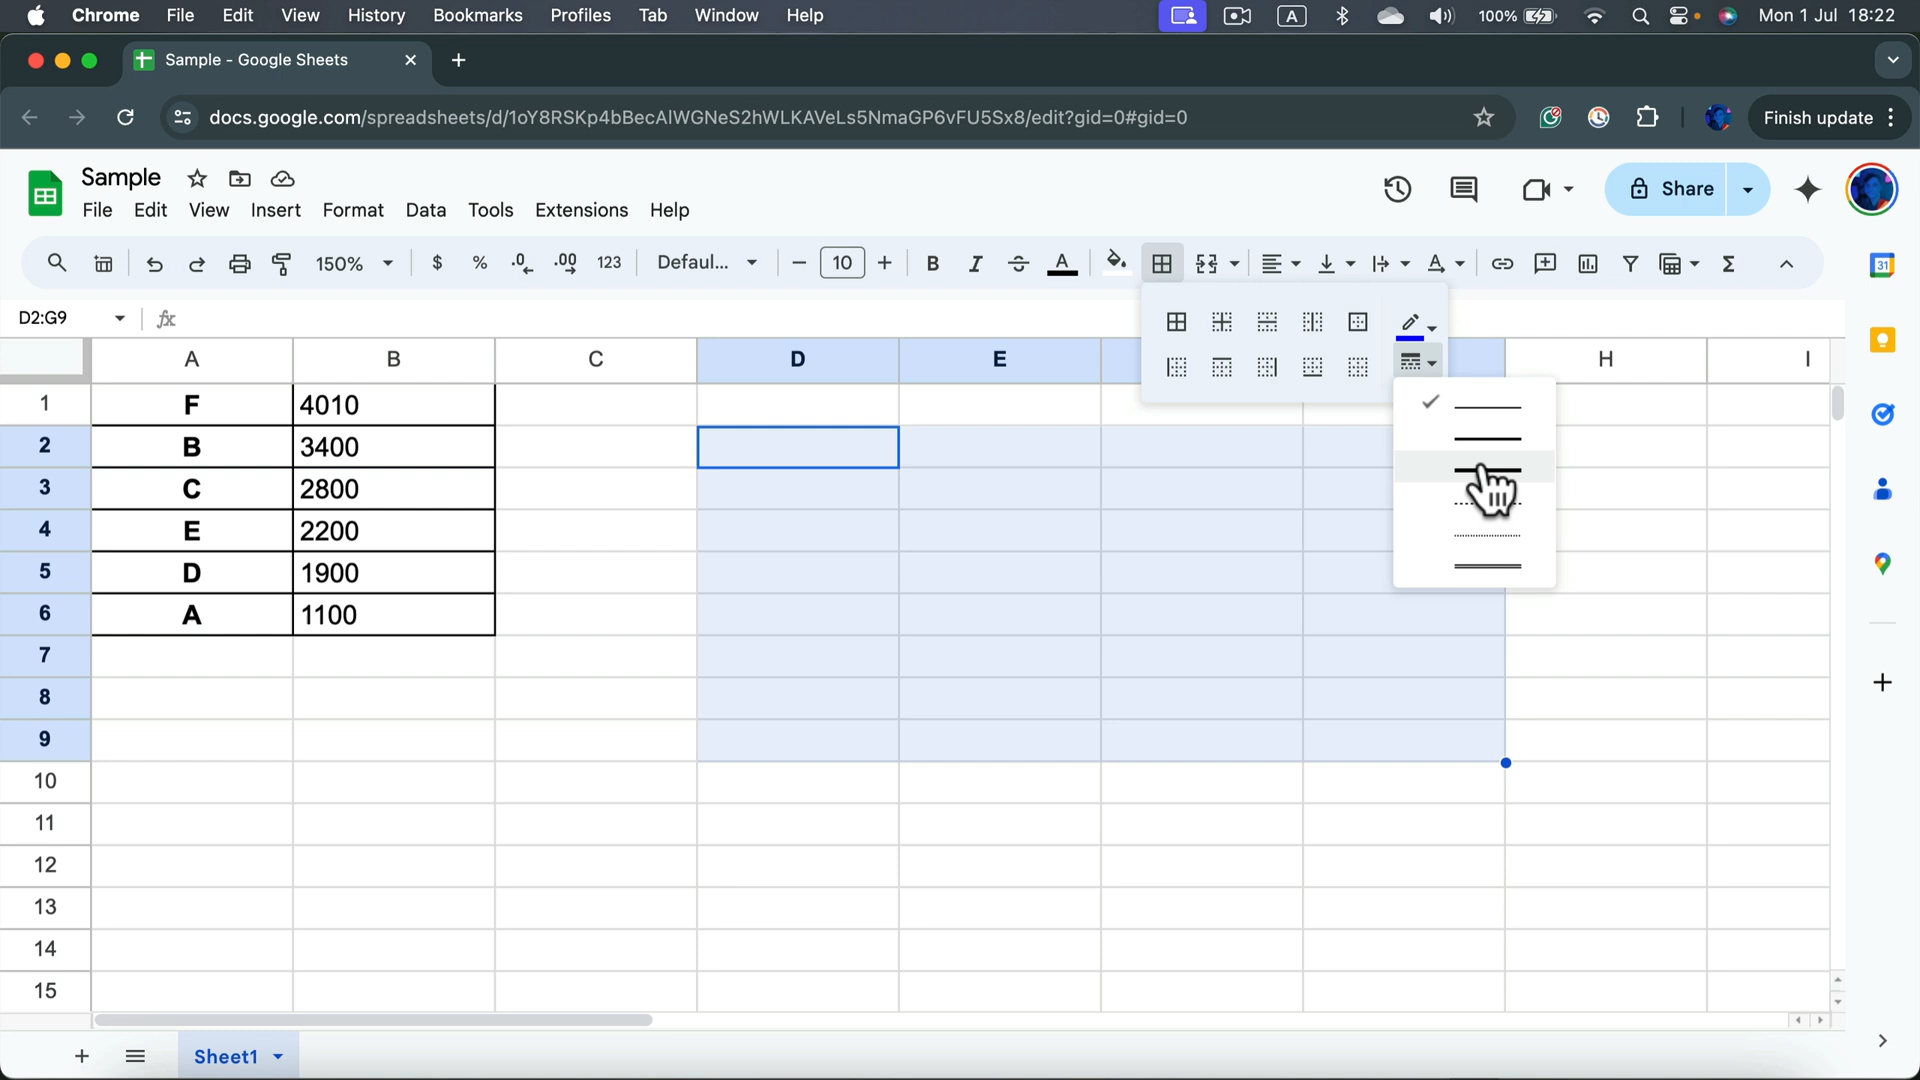 Chrome File Edit View History Bookmarks Profiles Tab Window Help A 100% Mon 1 Jul 18:22
Sample - Google Sheets
docs.google.com/spreadsheets/d/1oY8RSKp4bBecAlWGNeS2hWLKAVeLs5NmaGP6vFU5Sx8/edit?gid=0#gid=0 Finish update
Sample Share
File Edit View Insert Format Data Tools Extensions Help
150% $ % .0 .00 123 Defaul... 10 B I S A A Σ 31
D2:G9 fx
A B C D E H I
1 F 4010
2 B 3400
3 C 2800
4 E 2200
5 D 1900
6 A 1100
7
8
9
10
11
12
13
14
15
Sheet1